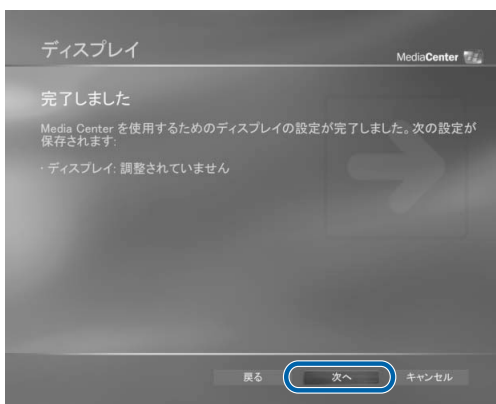 ディスプレイ
MediaCenter
完了しました
Media Center を使用するためのディスプレイの設定が完了しました。次の設定が
保存されます:
・ディスプレイ: 調整されていません
戻る 次へ キャンセル